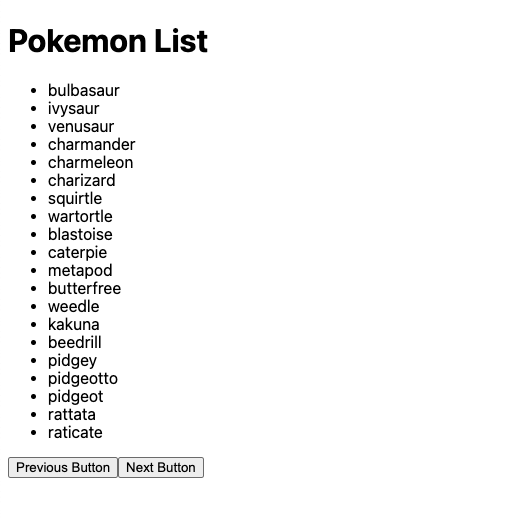 Pokemon List
bulbasaur
ivysaur
venusaur
charmander
charmeleon
charizard
squirtle
wartortle
blastoise
caterpie
metapod
butterfree
weedle
kakuna
beedrill
pidgey
pidgeotto
pidgeot
rattata
raticate
Previous Button Next Button